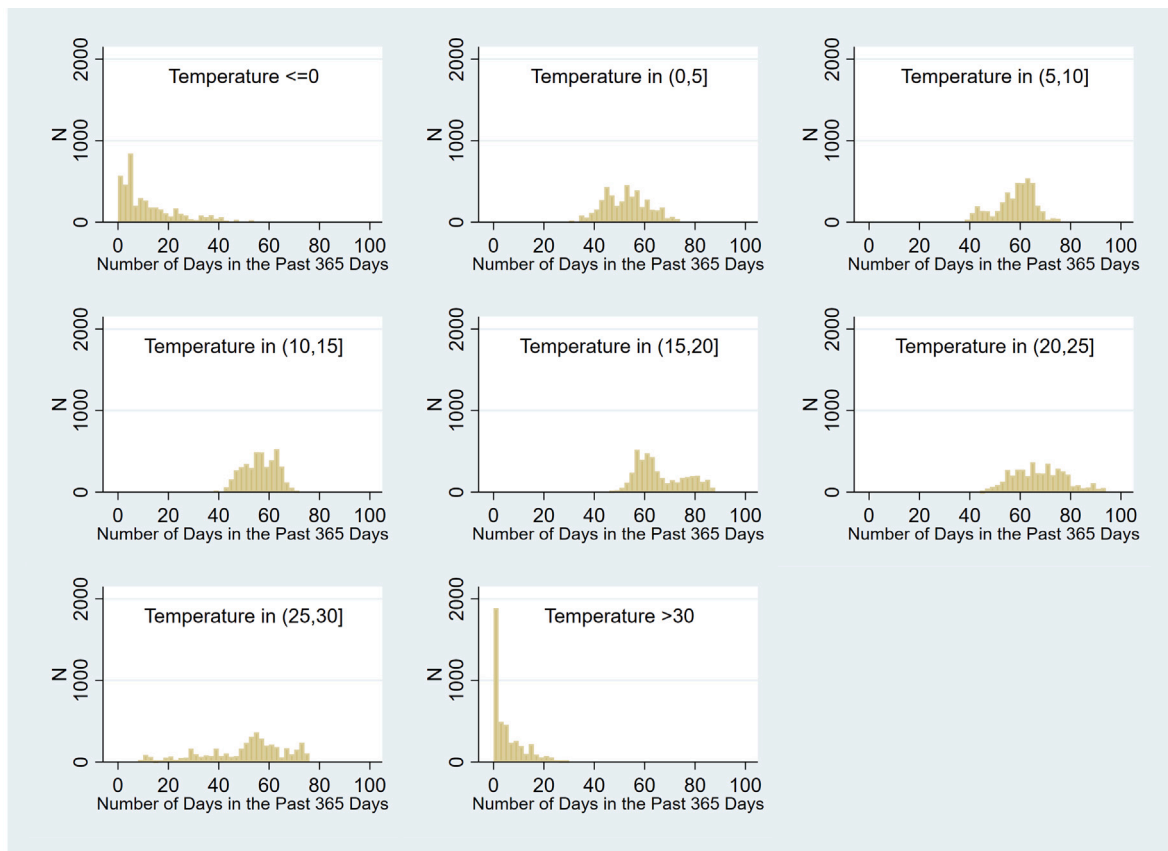 2000
Temperature <=0
N
1000
0
0 20 40 60 80 100
Number of Days in the Past 365 Days
2000
Temperature in (0,5]
N
1000
0
0 20 40 60 80 100
Number of Days in the Past 365 Days
2000
Temperature in (5,10]
N
1000
0
0 20 40 60 80 100
Number of Days in the Past 365 Days
2000
Temperature in (10,15]
N
1000
0
0 20 40 60 80 100
Number of Days in the Past 365 Days
2000
Temperature in (15,20]
N
1000
0
0 20 40 60 80 100
Number of Days in the Past 365 Days
2000
Temperature in (20,25]
N
1000
0
0 20 40 60 80 100
Number of Days in the Past 365 Days
2000
Temperature in (25,30]
N
1000
0
0 20 40 60 80 100
Number of Days in the Past 365 Days
2000
Temperature >30
N
1000
0
0 20 40 60 80 100
Number of Days in the Past 365 Days